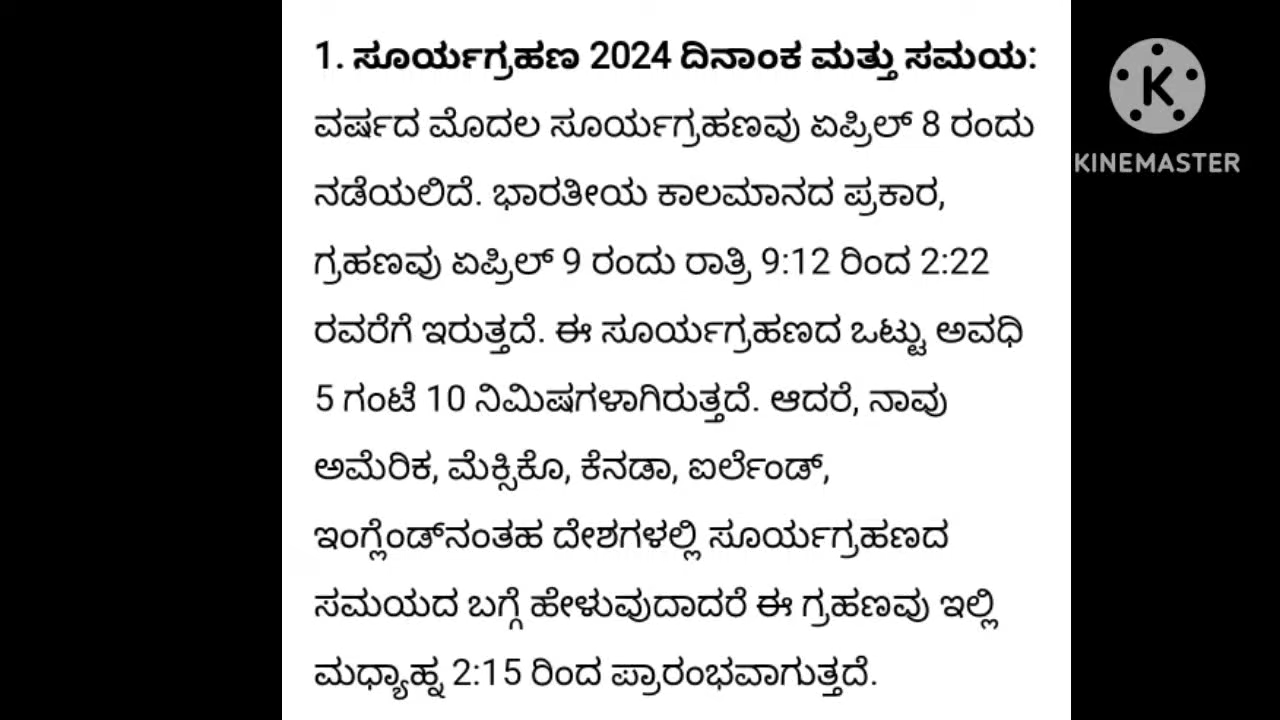 1. ಸೂರ್ಯಗ್ರಹಣ 2024 ದಿನಾಂಕ ಮತ್ತು ಸಮಯ:
ವರ್ಷದ ಮೊದಲ ಸೂರ್ಯಗ್ರಹಣವು ಏಪ್ರಿಲ್ 8 ರಂದು
ನಡೆಯಲಿದೆ. ಭಾರತೀಯ ಕಾಲಮಾನದ ಪ್ರಕಾರ,
ಗ್ರಹಣವು ಏಪ್ರಿಲ್ 9 ರಂದು ರಾತ್ರಿ 9:12 ರಿಂದ 2:22
ರವರೆಗೆ ಇರುತ್ತದೆ. ಈ ಸೂರ್ಯಗ್ರಹಣದ ಒಟ್ಟು ಅವಧಿ
5 ಗಂಟೆ 10 ನಿಮಿಷಗಳಾಗಿರುತ್ತದೆ. ಆದರೆ, ನಾವು
ಅಮೆರಿಕ, ಮೆಕ್ಸಿಕೊ, ಕೆನಡಾ, ಐರ್ಲೆಂಡ್,
ಇಂಗ್ಲೆಂಡ್‌ನಂತಹ ದೇಶಗಳಲ್ಲಿ ಸೂರ್ಯಗ್ರಹಣದ
ಸಮಯದ ಬಗ್ಗೆ ಹೇಳುವುದಾದರೆ ಈ ಗ್ರಹಣವು ಇಲ್ಲಿ
ಮಧ್ಯಾಹ್ನ 2:15 ರಿಂದ ಪ್ರಾರಂಭವಾಗುತ್ತದೆ.
K
KINEMASTER